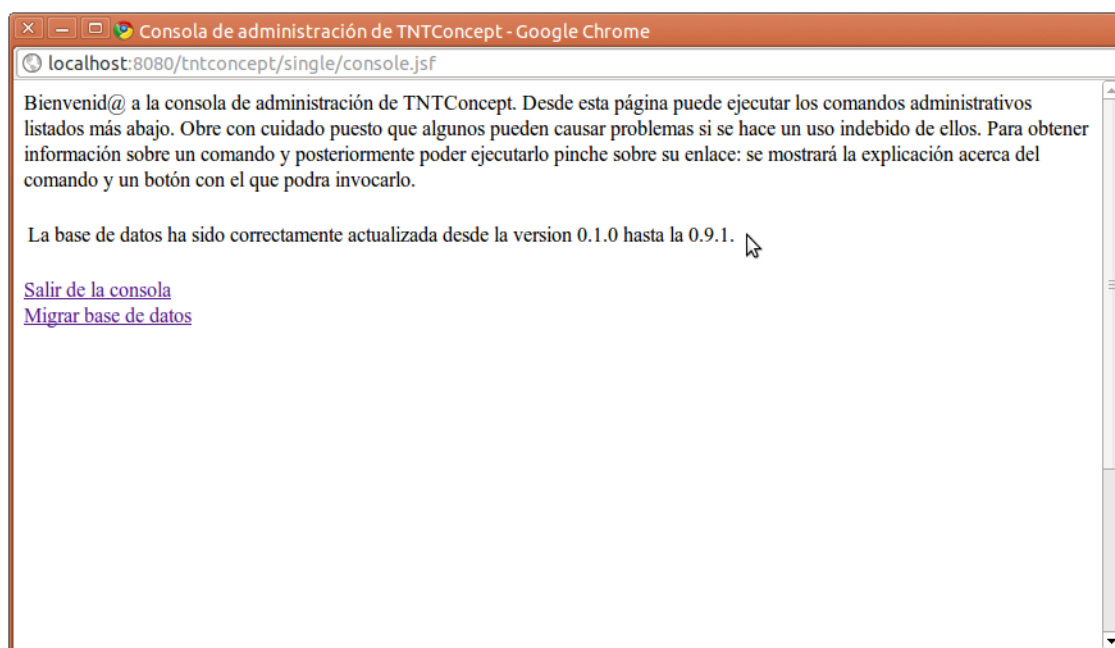 Consola de administración de TNTConcept - Google Chrome
localhost:8080/tntconcept/single/console.jsf
Bienvenid@ a la consola de administración de TNTConcept. Desde esta página puede ejecutar los comandos administrativos
listados más abajo. Obre con cuidado puesto que algunos pueden causar problemas si se hace un uso indebido de ellos. Para obtener
información sobre un comando y posteriormente poder ejecutarlo pinche sobre su enlace: se mostrará la explicación acerca del
comando y un botón con el que podra invocarlo.
La base de datos ha sido correctamente actualizada desde la version 0.1.0 hasta la 0.9.1.
Salir de la consola
Migrar base de datos